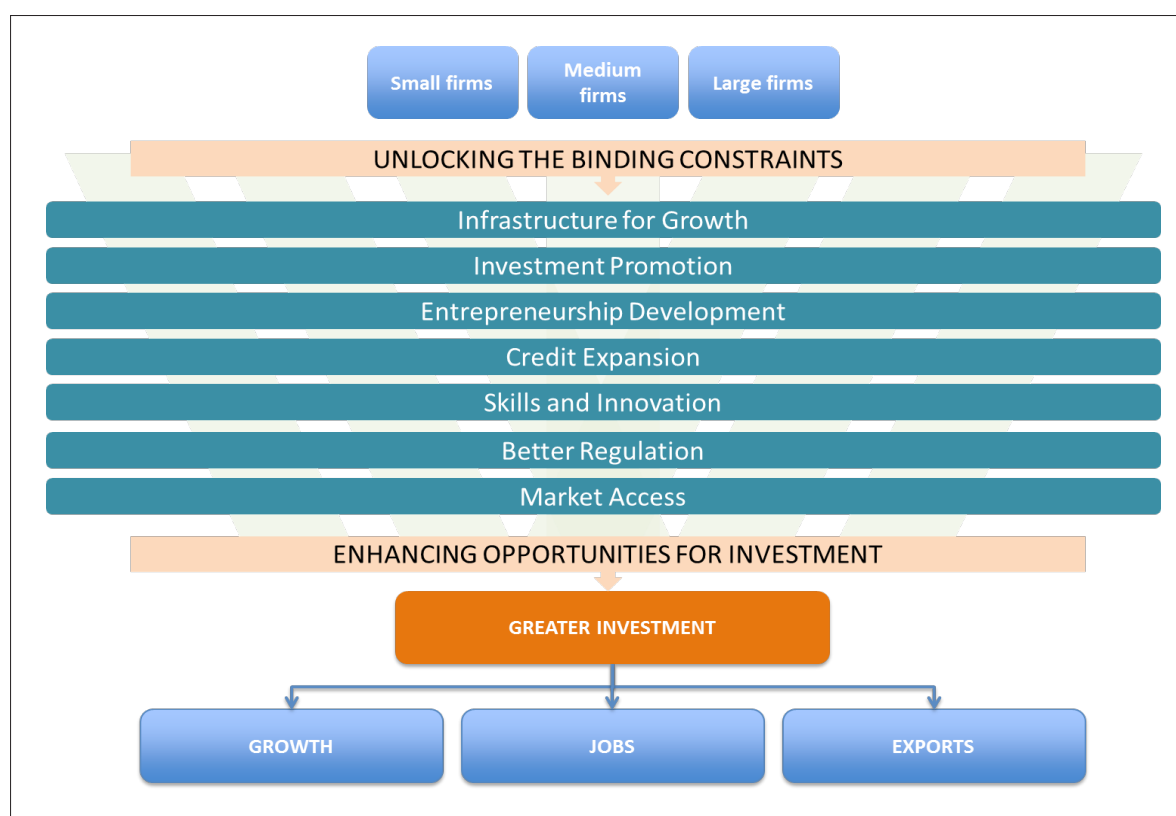 Small firms
Medium
firms
Large firms
UNLOCKING THE BINDING CONSTRAINTS
Infrastructure for Growth
Investment Promotion
Entrepreneurship Development
Credit Expansion
Skills and Innovation
Better Regulation
Market Access
ENHANCING OPPORTUNITIES FOR INVESTMENT
GREATER INVESTMENT
GROWTH
JOBS
EXPORTS